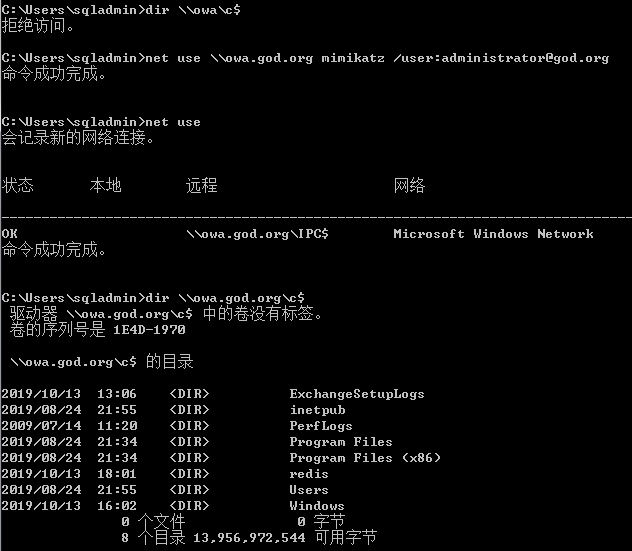 C:\Users\sqladmin>dir \\owa\c$
拒绝访问。
C:\Users\sqladmin>net use \\owa.god.org mimikatz /user:administrator@god.org
命令成功完成。
C:\Users\sqladmin>net use
会记录新的网络连接。
状态 本地 远程 网络
-------------------------------------------------------------------------------
OK \\owa.god.org\IPC$ Microsoft Windows Network
命令成功完成。
C:\Users\sqladmin>dir \\owa.god.org\c$
驱动器 \\owa.god.org\c$ 中的卷没有标签。
卷的序列号是 1E4D-1970
\\owa.god.org\c$ 的目录
2019/10/13 13:06 <DIR> ExchangeSetupLogs
2019/08/24 21:55 <DIR> inetpub
2009/07/14 11:20 <DIR> PerfLogs
2019/08/24 21:34 <DIR> Program Files
2019/08/24 21:34 <DIR> Program Files (x86)
2019/10/13 18:01 <DIR> redis
2019/08/24 21:55 <DIR> Users
2019/10/13 16:02 <DIR> Windows
0 个文件 0 字节
8 个目录 13,956,972,544 可用字节